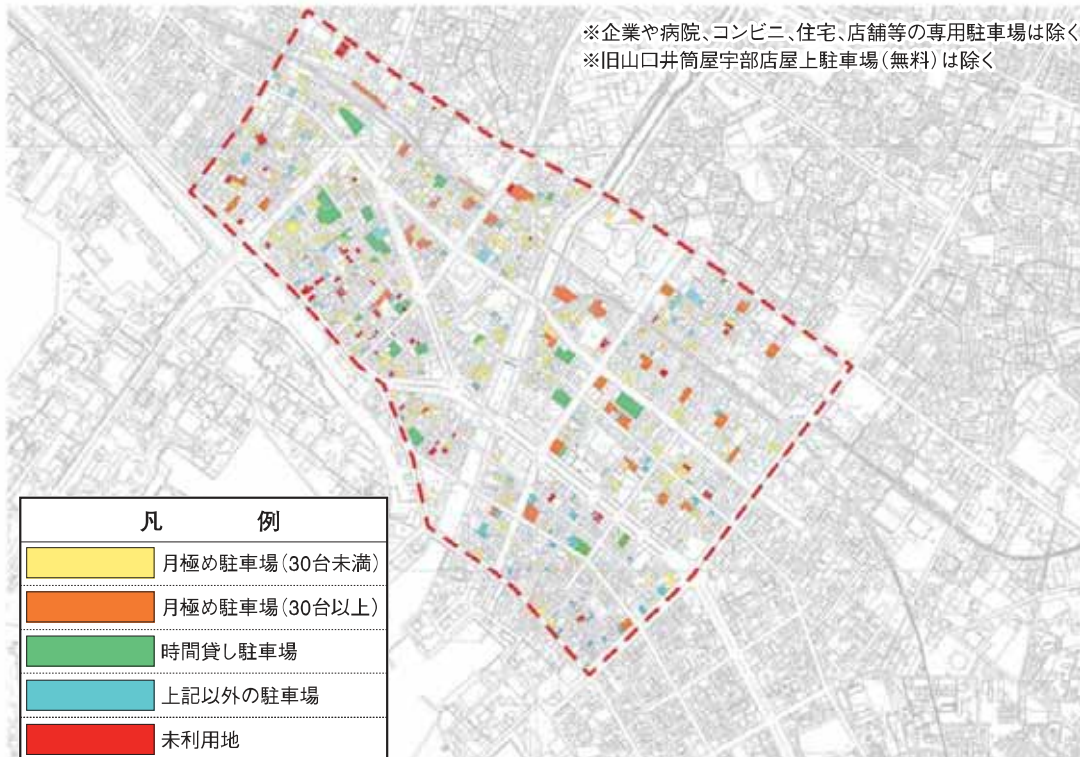 ※企業や病院、コンビニ、住宅、店舗等の専用駐車場は除く
※旧山口井筒屋宇部店屋上駐車場(無料)は除く
凡 例
月極め駐車場(30台未満)
月極め駐車場(30台以上)
時間貸し駐車場
上記以外の駐車場
未利用地